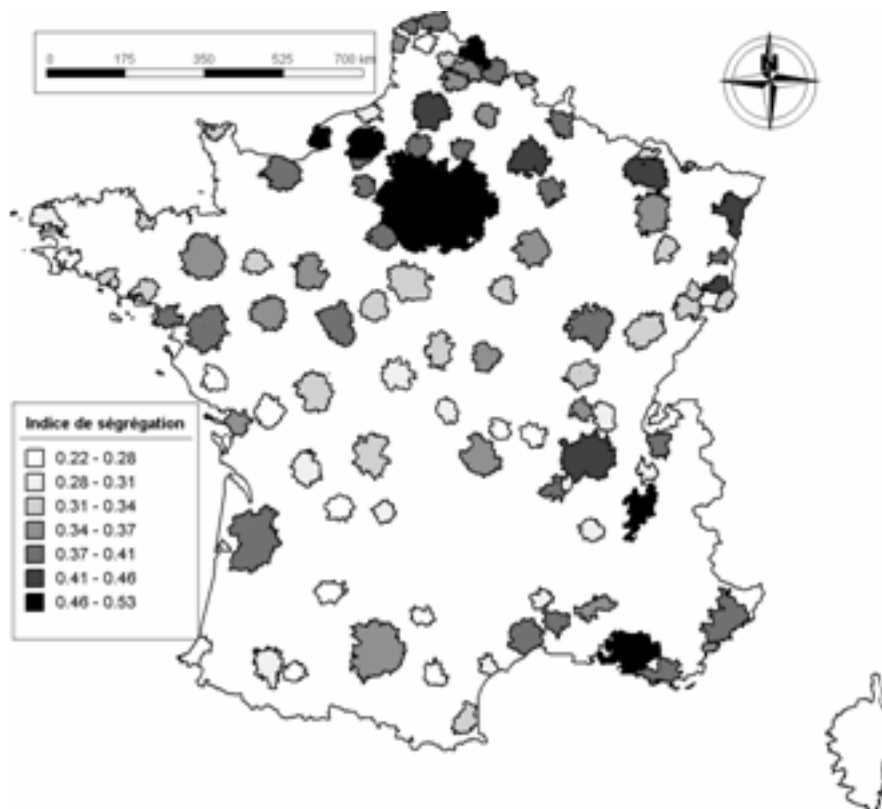 0 175 350 525 700 km
N
Indice de ségrégation
0.22 - 0.28
0.28 - 0.31
0.31 - 0.34
0.34 - 0.37
0.37 - 0.41
0.41 - 0.46
0.46 - 0.53